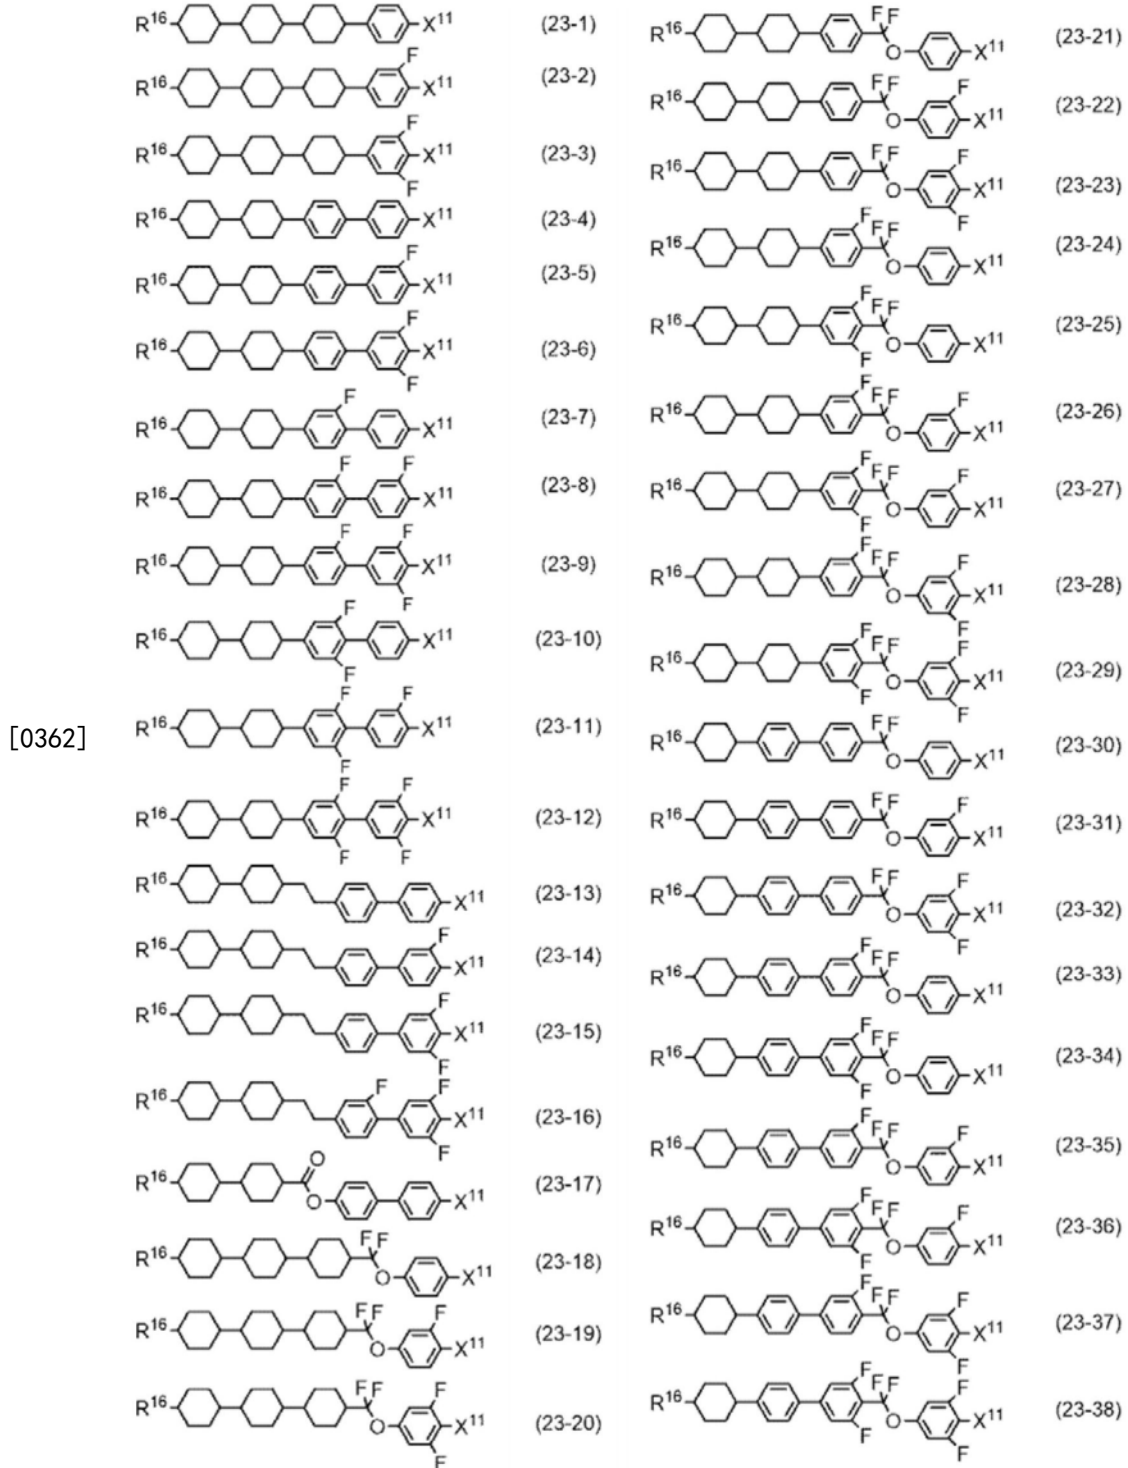 [0362]
R¹⁶ X¹¹ (23-1)
F
R¹⁶ X¹¹ (23-2)
F
R¹⁶ X¹¹ (23-3)
F
R¹⁶ X¹¹ (23-4)
F
R¹⁶ X¹¹ (23-5)
F
R¹⁶ X¹¹ (23-6)
F
F
R¹⁶ X¹¹ (23-7)
F F
R¹⁶ X¹¹ (23-8)
F F
R¹⁶ X¹¹ (23-9)
F
F
R¹⁶ X¹¹ (23-10)
F
F F
R¹⁶ X¹¹ (23-11)
F
F F
R¹⁶ X¹¹ (23-12)
F F
R¹⁶ X¹¹ (23-13)
F
R¹⁶ X¹¹ (23-14)
F
R¹⁶ X¹¹ (23-15)
F
F F
R¹⁶ X¹¹ (23-16)
F
O
R¹⁶ O X¹¹ (23-17)
F F
R¹⁶ O X¹¹ (23-18)
F F F
R¹⁶ O X¹¹ (23-19)
F F F
R¹⁶ O X¹¹ (23-20)
F
F F
R¹⁶ O X¹¹ (23-21)
F F F
R¹⁶ O X¹¹ (23-22)
F F F
R¹⁶ O X¹¹ (23-23)
F
F F F
R¹⁶ O X¹¹ (23-24)
F F F
R¹⁶ O X¹¹ (23-25)
F
F F F F
R¹⁶ O X¹¹ (23-26)
F F F F
R¹⁶ O X¹¹ (23-27)
F
F F F F
R¹⁶ O X¹¹ (23-28)
F
F F F F
R¹⁶ O X¹¹ (23-29)
F F
F F
R¹⁶ O X¹¹ (23-30)
F F F
R¹⁶ O X¹¹ (23-31)
F F F
R¹⁶ O X¹¹ (23-32)
F
F F F
R¹⁶ O X¹¹ (23-33)
F F F
R¹⁶ O X¹¹ (23-34)
F
F F F F
R¹⁶ O X¹¹ (23-35)
F F F F
R¹⁶ O X¹¹ (23-36)
F
F F F F
R¹⁶ O X¹¹ (23-37)
F
F F F F
R¹⁶ O X¹¹ (23-38)
F F